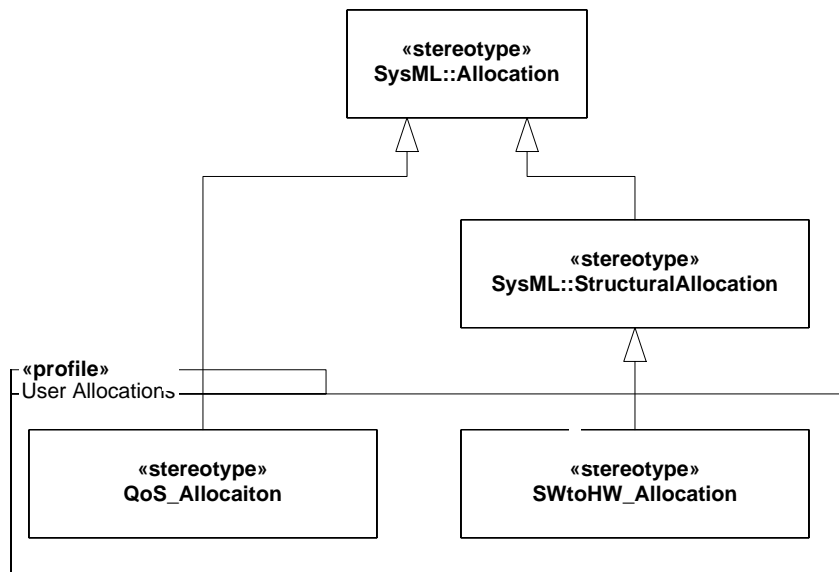 «stereotype»
SysML::Allocation
«stereotype»
SysML::StructuralAllocation
«profile»
User Allocations
«stereotype»
QoS_Allocaiton
«stereotype»
SWtoHW_Allocation